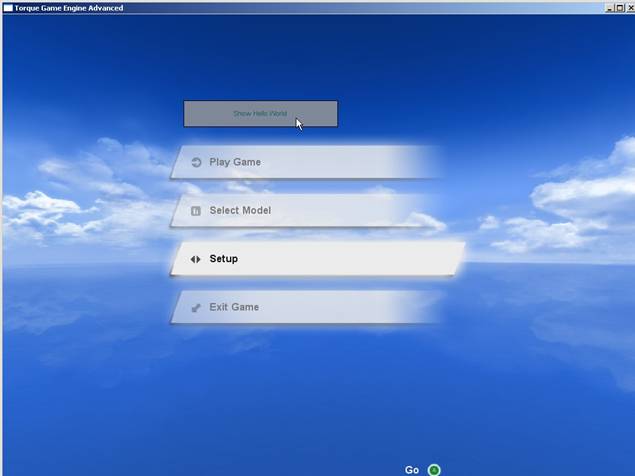 Torque Game Engine Advanced
Show Hello World
Play Game
Select Model
Setup
Exit Game
Go